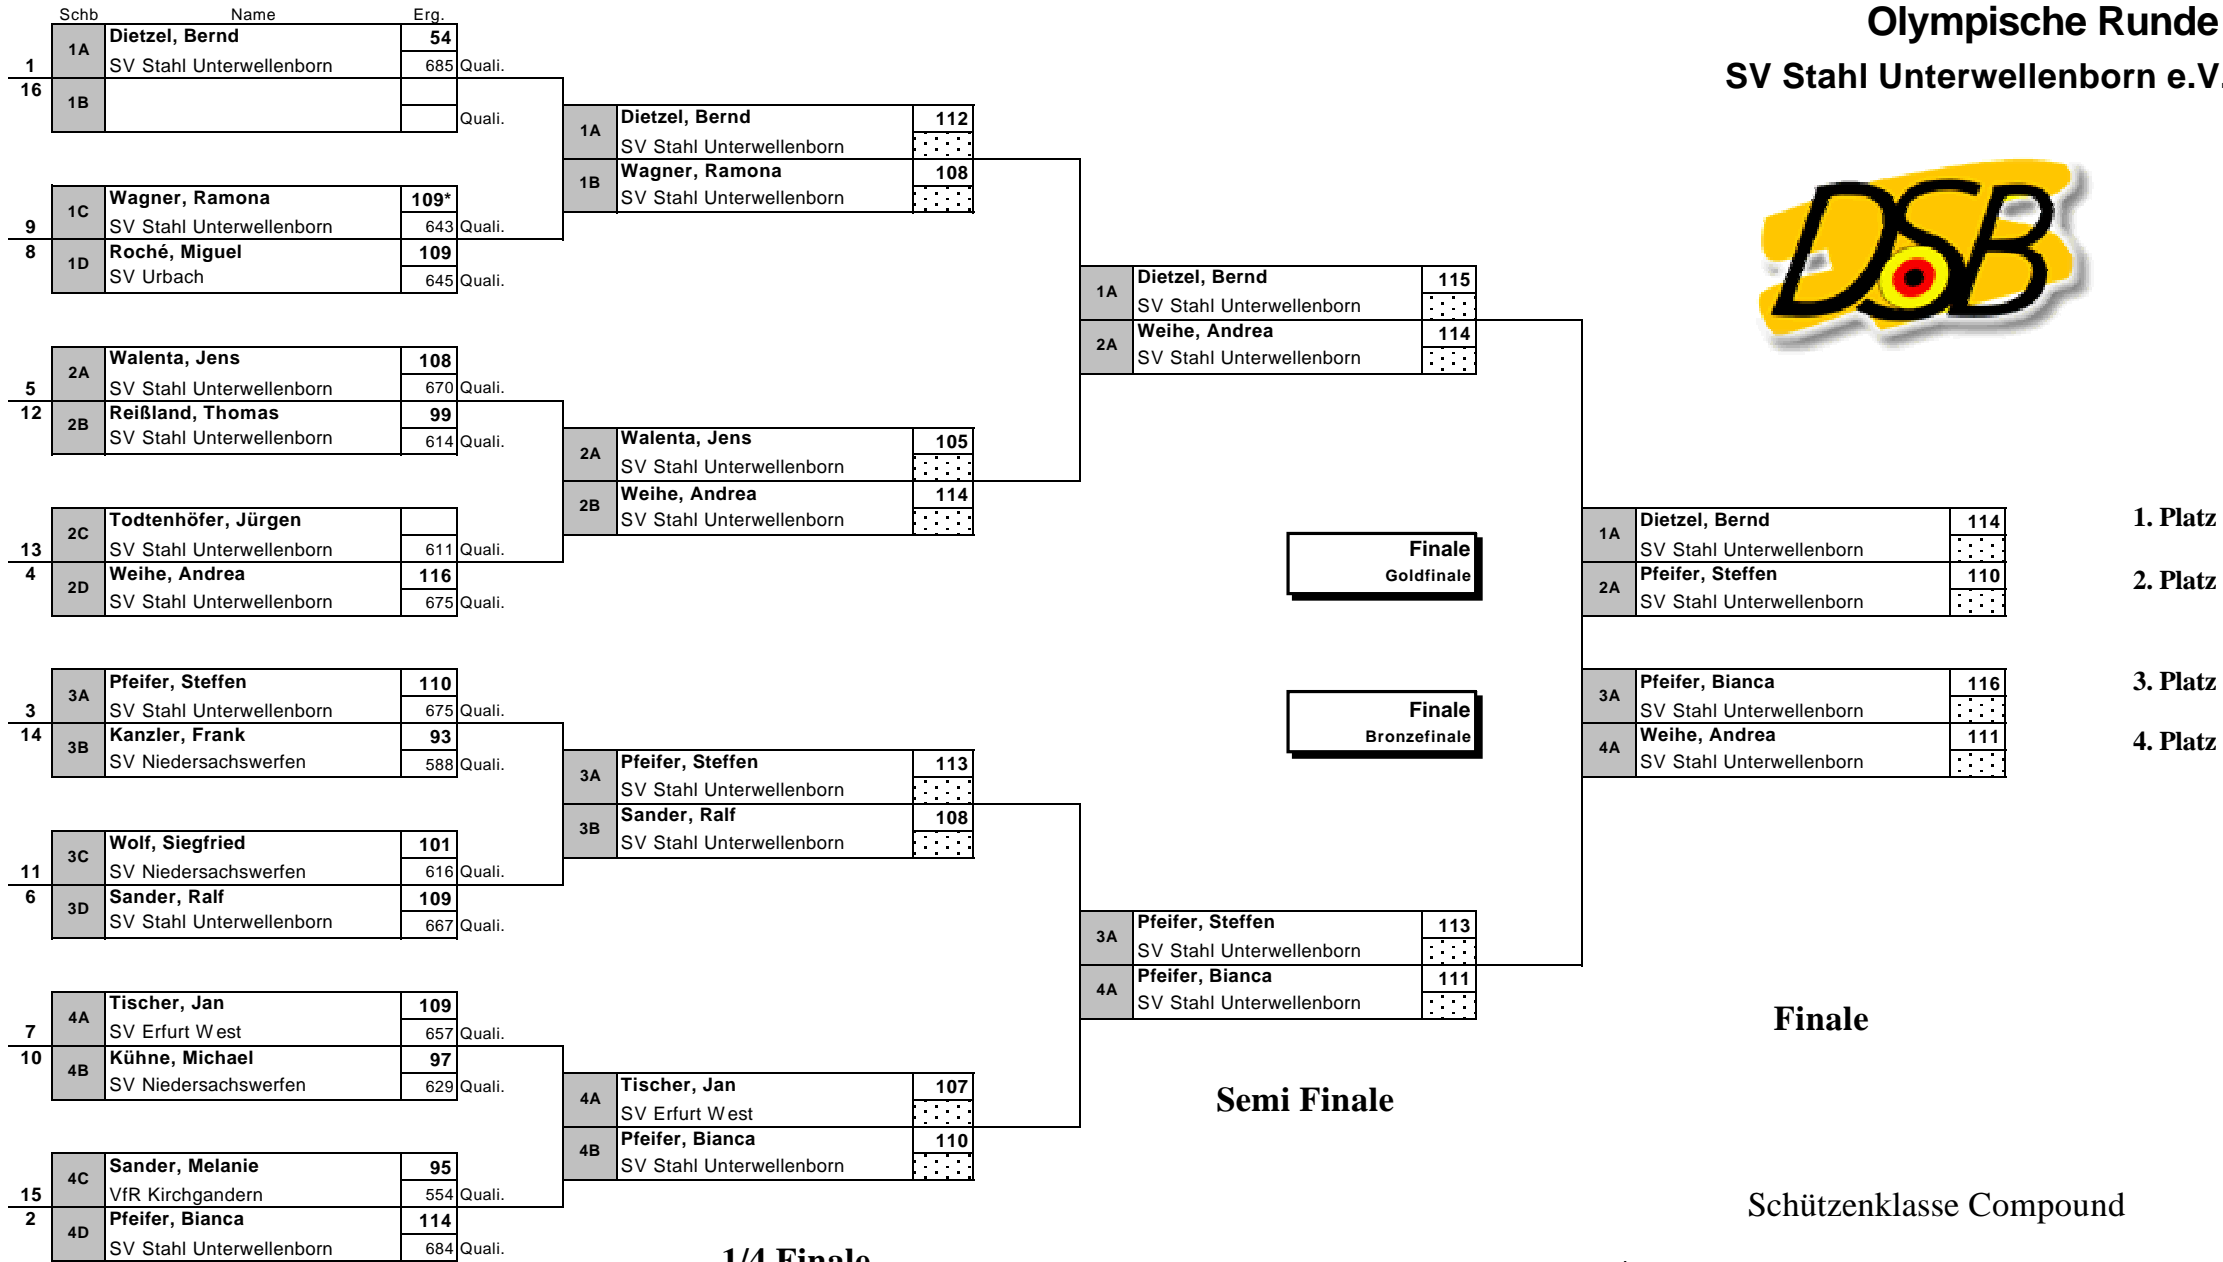 Olympische Runde
SV Stahl Unterwellenborn e.V.
DSB
Schb Name Erg.
1A Dietzel, Bernd 54
1 SV Stahl Unterwellenborn 685 Quali.
16 1B
Quali.
1C Wagner, Ramona 109*
9 SV Stahl Unterwellenborn 643 Quali.
8 1D Roché, Miguel 109
SV Urbach 645 Quali.
2A Walenta, Jens 108
5 SV Stahl Unterwellenborn 670 Quali.
12 2B Reißland, Thomas 99
SV Stahl Unterwellenborn 614 Quali.
2C Todtenhöfer, Jürgen
13 SV Stahl Unterwellenborn 611 Quali.
4 2D Weihe, Andrea 116
SV Stahl Unterwellenborn 675 Quali.
3A Pfeifer, Steffen 110
3 SV Stahl Unterwellenborn 675 Quali.
14 3B Kanzler, Frank 93
SV Niedersachswerfen 588 Quali.
3C Wolf, Siegfried 101
11 SV Niedersachswerfen 616 Quali.
6 3D Sander, Ralf 109
SV Stahl Unterwellenborn 667 Quali.
4A Tischer, Jan 109
7 SV Erfurt West 657 Quali.
10 4B Kühne, Michael 97
SV Niedersachswerfen 629 Quali.
4C Sander, Melanie 95
15 VfR Kirchgandern 554 Quali.
2 4D Pfeifer, Bianca 114
SV Stahl Unterwellenborn 684 Quali.
1A Dietzel, Bernd 112
SV Stahl Unterwellenborn
1B Wagner, Ramona 108
SV Stahl Unterwellenborn
2A Walenta, Jens 105
SV Stahl Unterwellenborn
2B Weihe, Andrea 114
SV Stahl Unterwellenborn
3A Pfeifer, Steffen 113
SV Stahl Unterwellenborn
3B Sander, Ralf 108
SV Stahl Unterwellenborn
4A Tischer, Jan 107
SV Erfurt West
4B Pfeifer, Bianca 110
SV Stahl Unterwellenborn
1/4 Finale
1A Dietzel, Bernd 115
SV Stahl Unterwellenborn
2A Weihe, Andrea 114
SV Stahl Unterwellenborn
3A Pfeifer, Steffen 113
SV Stahl Unterwellenborn
4A Pfeifer, Bianca 111
SV Stahl Unterwellenborn
Semi Finale
Finale
Goldfinale
1A Dietzel, Bernd 114 1. Platz
SV Stahl Unterwellenborn
2A Pfeifer, Steffen 110 2. Platz
SV Stahl Unterwellenborn
Finale
Bronzefinale
3A Pfeifer, Bianca 116 3. Platz
SV Stahl Unterwellenborn
4A Weihe, Andrea 111 4. Platz
SV Stahl Unterwellenborn
Finale
Schützenklasse Compound